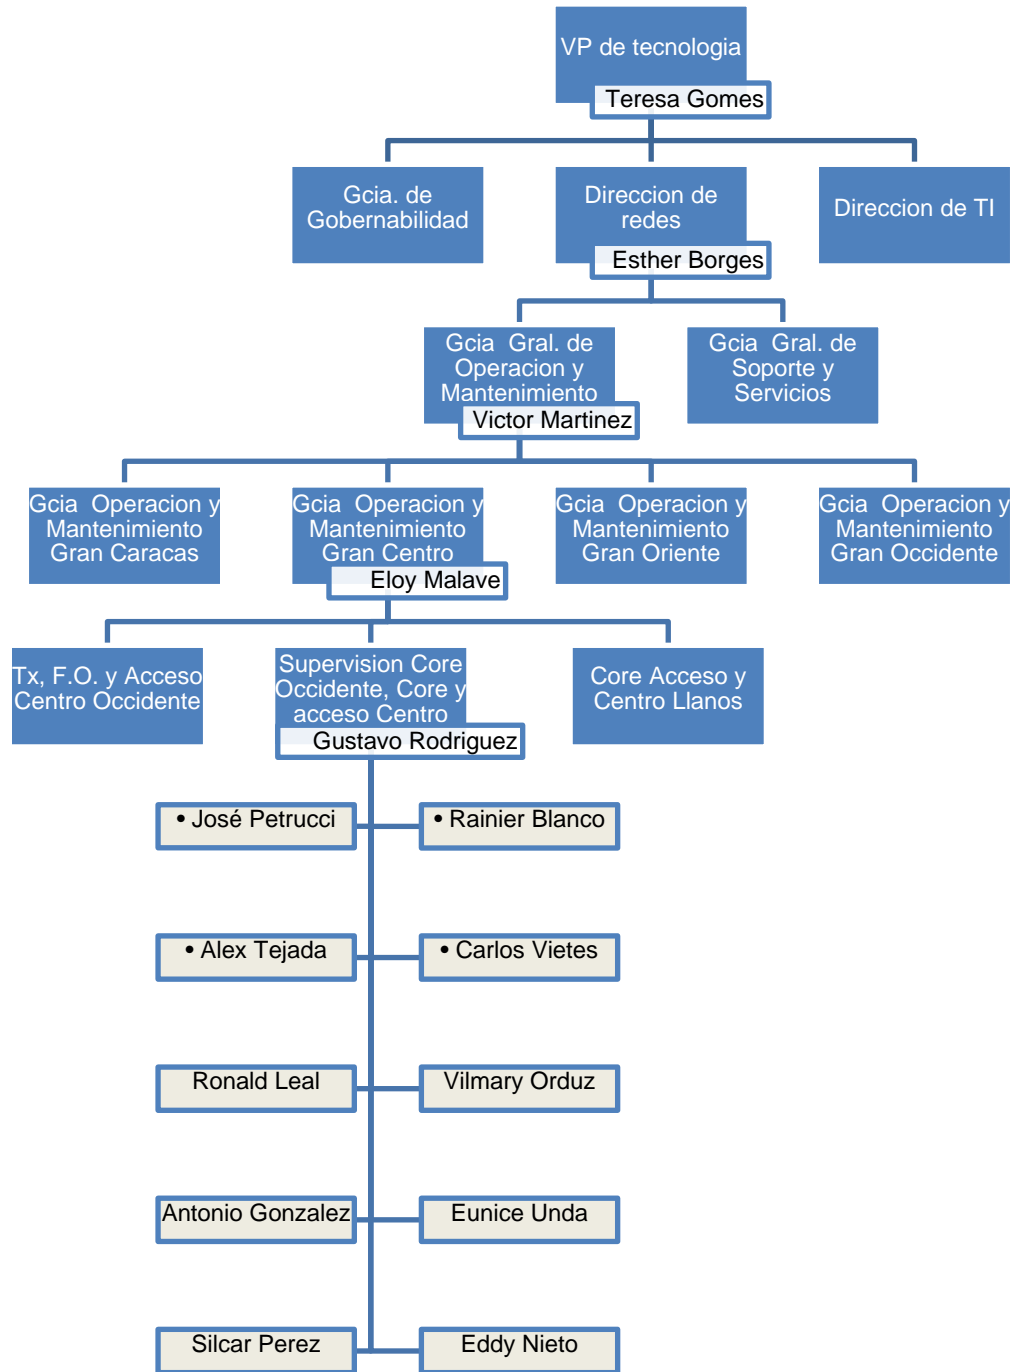 VP de tecnologia
Teresa Gomes
Gcia. de
Gobernabilidad
Direccion de
redes
Esther Borges
Direccion de TI
Gcia Gral. de
Operacion y
Mantenimiento
Victor Martinez
Gcia Gral. de
Soporte y
Servicios
Gcia Operacion y
Mantenimiento
Gran Caracas
Gcia Operacion y
Mantenimiento
Gran Centro
Eloy Malave
Gcia Operacion y
Mantenimiento
Gran Oriente
Gcia Operacion y
Mantenimiento
Gran Occidente
Tx, F.O. y Acceso
Centro Occidente
Supervision Core
Occidente, Core y
acceso Centro
Gustavo Rodriguez
Core Acceso y
Centro Llanos
• José Petrucci
• Rainier Blanco
• Alex Tejada
• Carlos Vietes
Ronald Leal
Vilmary Orduz
Antonio Gonzalez
Eunice Unda
Silcar Perez
Eddy Nieto